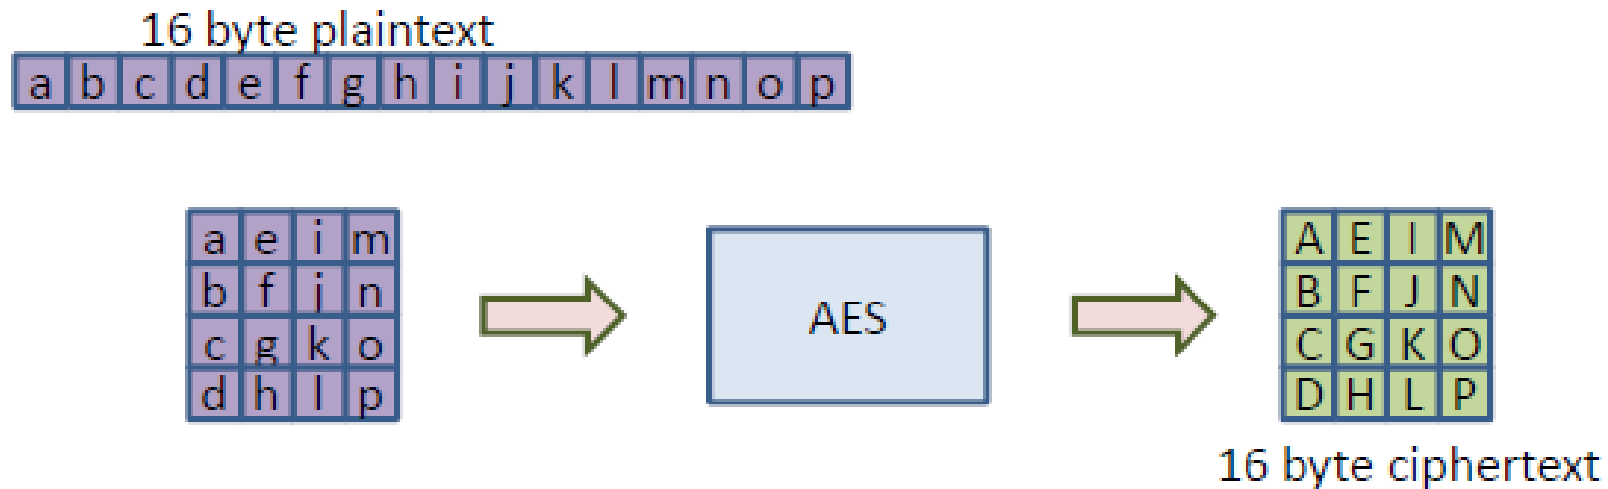 16 byte plaintext
a b c d e f g h i j k l m n o p
a e i m
b f j n
c g k o
d h l p
AES
A E I M
B F J N
C G K O
D H L P
16 byte ciphertext